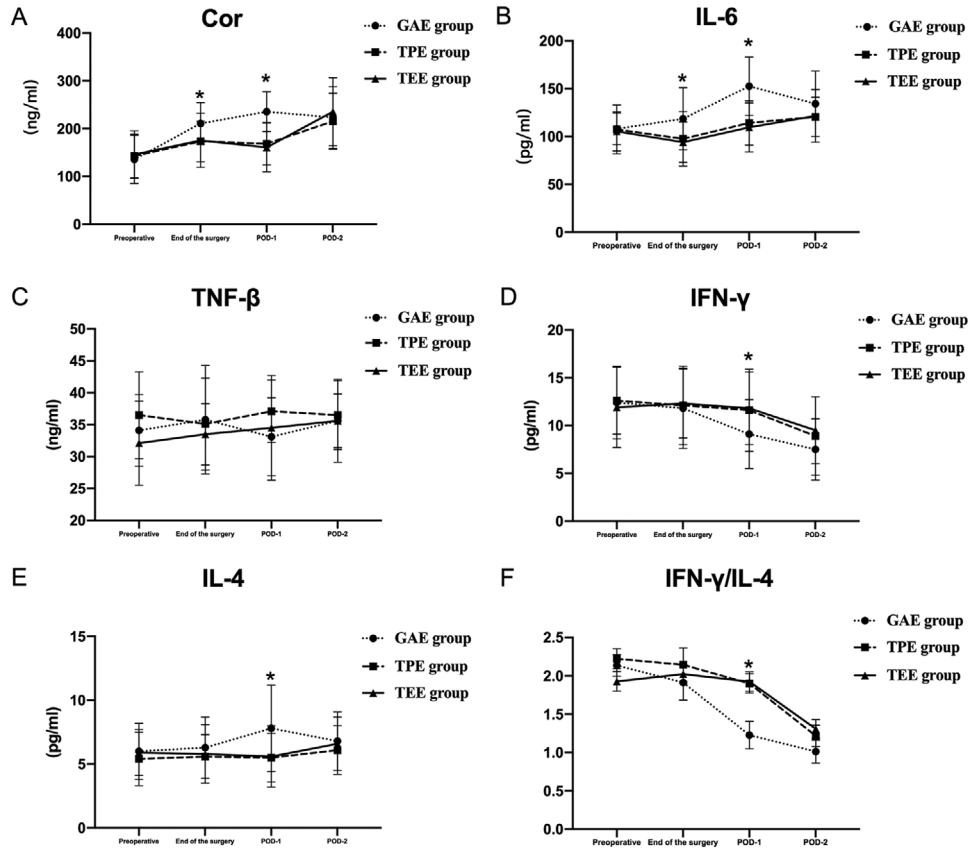 A
Cor
GAE group
TPE group
TEE group
(ng/ml)
400
300
200
100
0
*
*
Preoperative
End of the surgery
POD-1
POD-2
B
IL-6
GAE group
TPE group
TEE group
(pg/ml)
200
150
100
50
0
*
*
Preoperative
End of the surgery
POD-1
POD-2
C
TNF-β
GAE group
TPE group
TEE group
(ng/ml)
50
45
40
35
30
25
20
Preoperative
End of the surgery
POD-1
POD-2
D
IFN-γ
GAE group
TPE group
TEE group
(pg/ml)
20
15
10
5
0
*
Preoperative
End of the surgery
POD-1
POD-2
E
IL-4
GAE group
TPE group
TEE group
(pg/ml)
15
10
5
0
*
Preoperative
End of the surgery
POD-1
POD-2
F
IFN-γ/IL-4
GAE group
TPE group
TEE group
2.5
2.0
1.5
1.0
0.5
0.0
*
Preoperative
End of the surgery
POD-1
POD-2